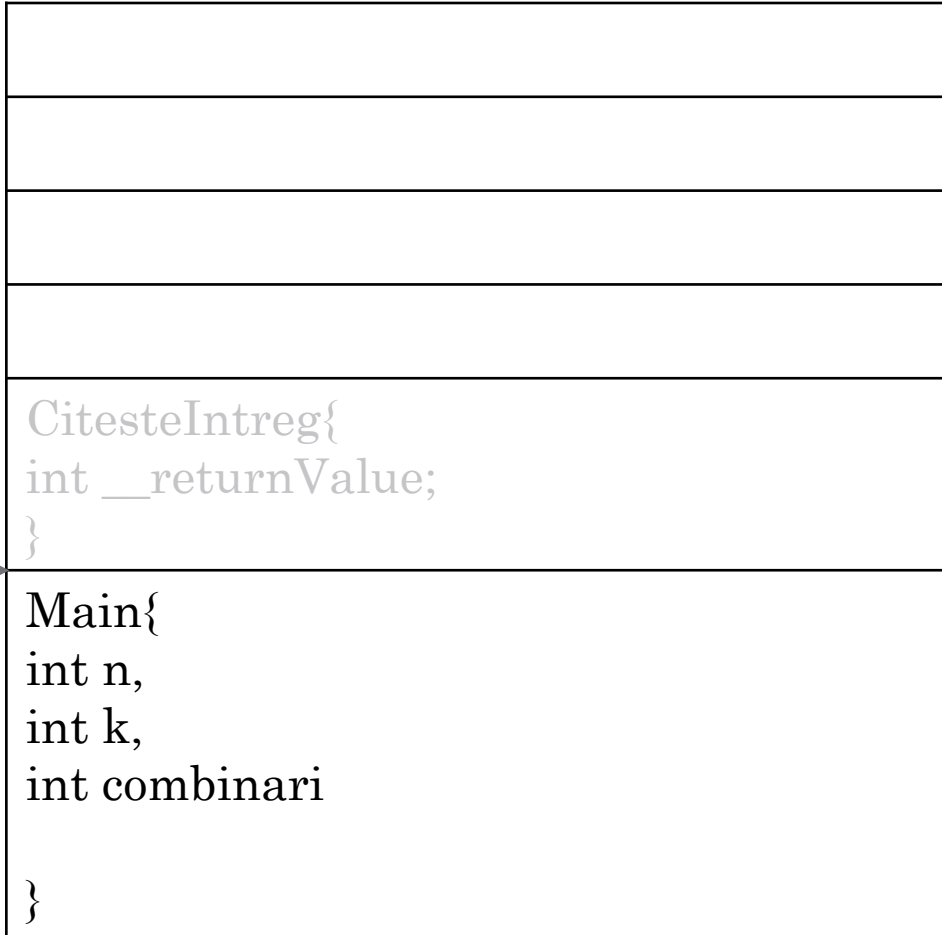 CitesteIntreg{
int __returnValue;
}
Main{
int n,
int k,
int combinari
}